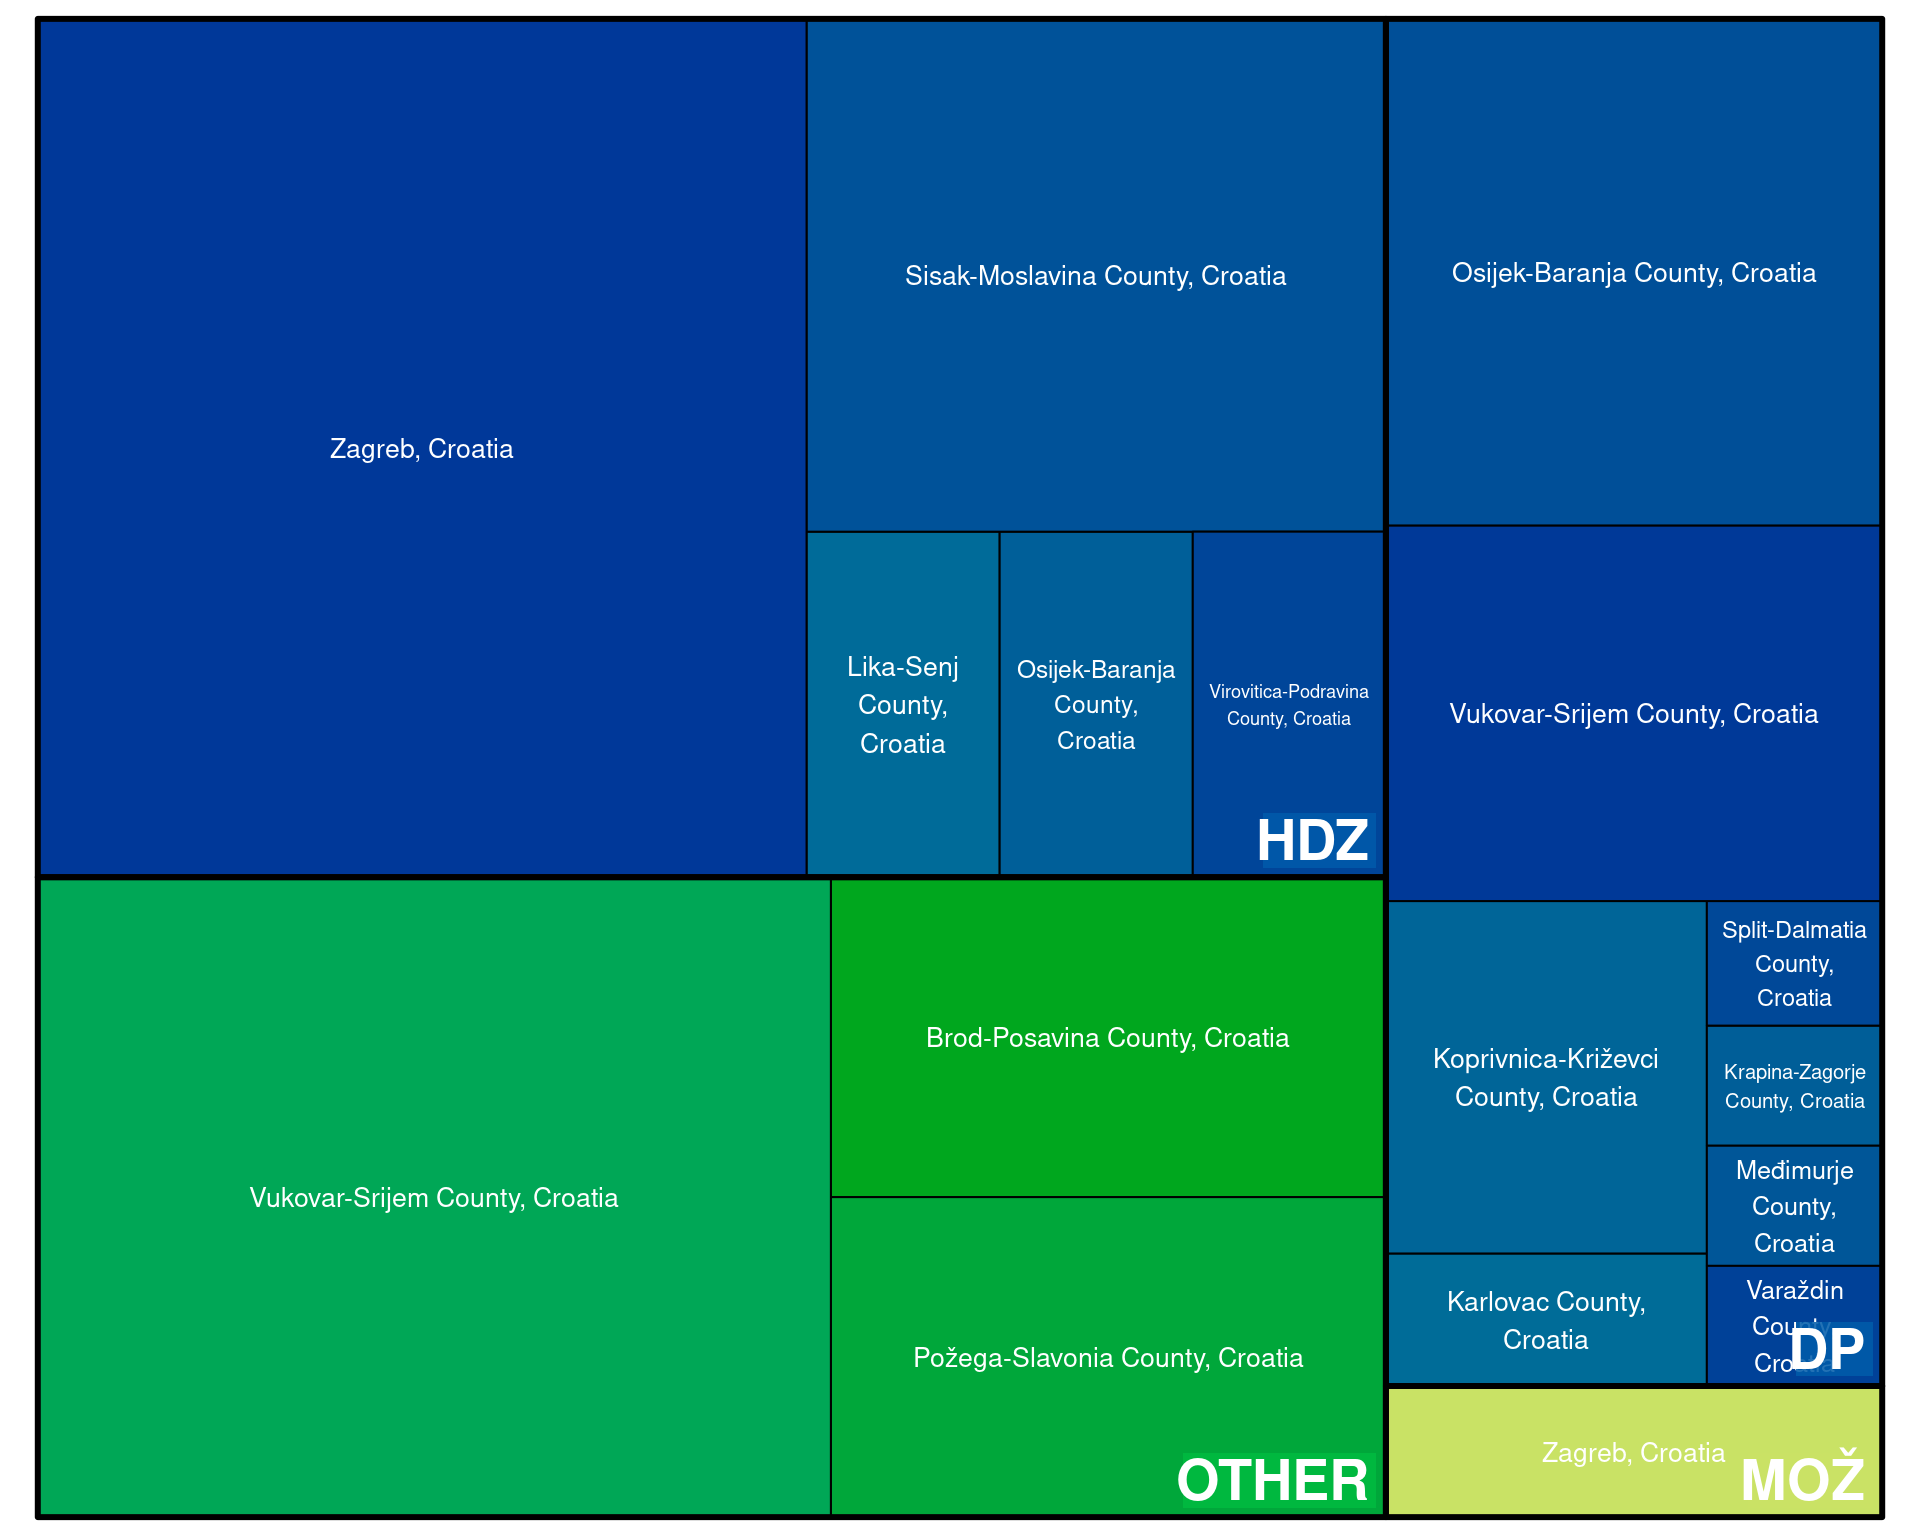 Zagreb, Croatia
Sisak-Moslavina County, Croatia
Lika-Senj
County,
Croatia
Osijek-Baranja
County,
Croatia
Virovitica-Podravina
County, Croatia
HDZ
Osijek-Baranja County, Croatia
Vukovar-Srijem County, Croatia
Koprivnica-Križevci
County, Croatia
Karlovac County,
Croatia
Split-Dalmatia
County,
Croatia
Krapina-Zagorje
County, Croatia
Međimurje
County,
Croatia
Varaždin
County,
Croatia
DP
Vukovar-Srijem County, Croatia
Brod-Posavina County, Croatia
Požega-Slavonia County, Croatia
OTHER
Zagreb, Croatia
MOŽ